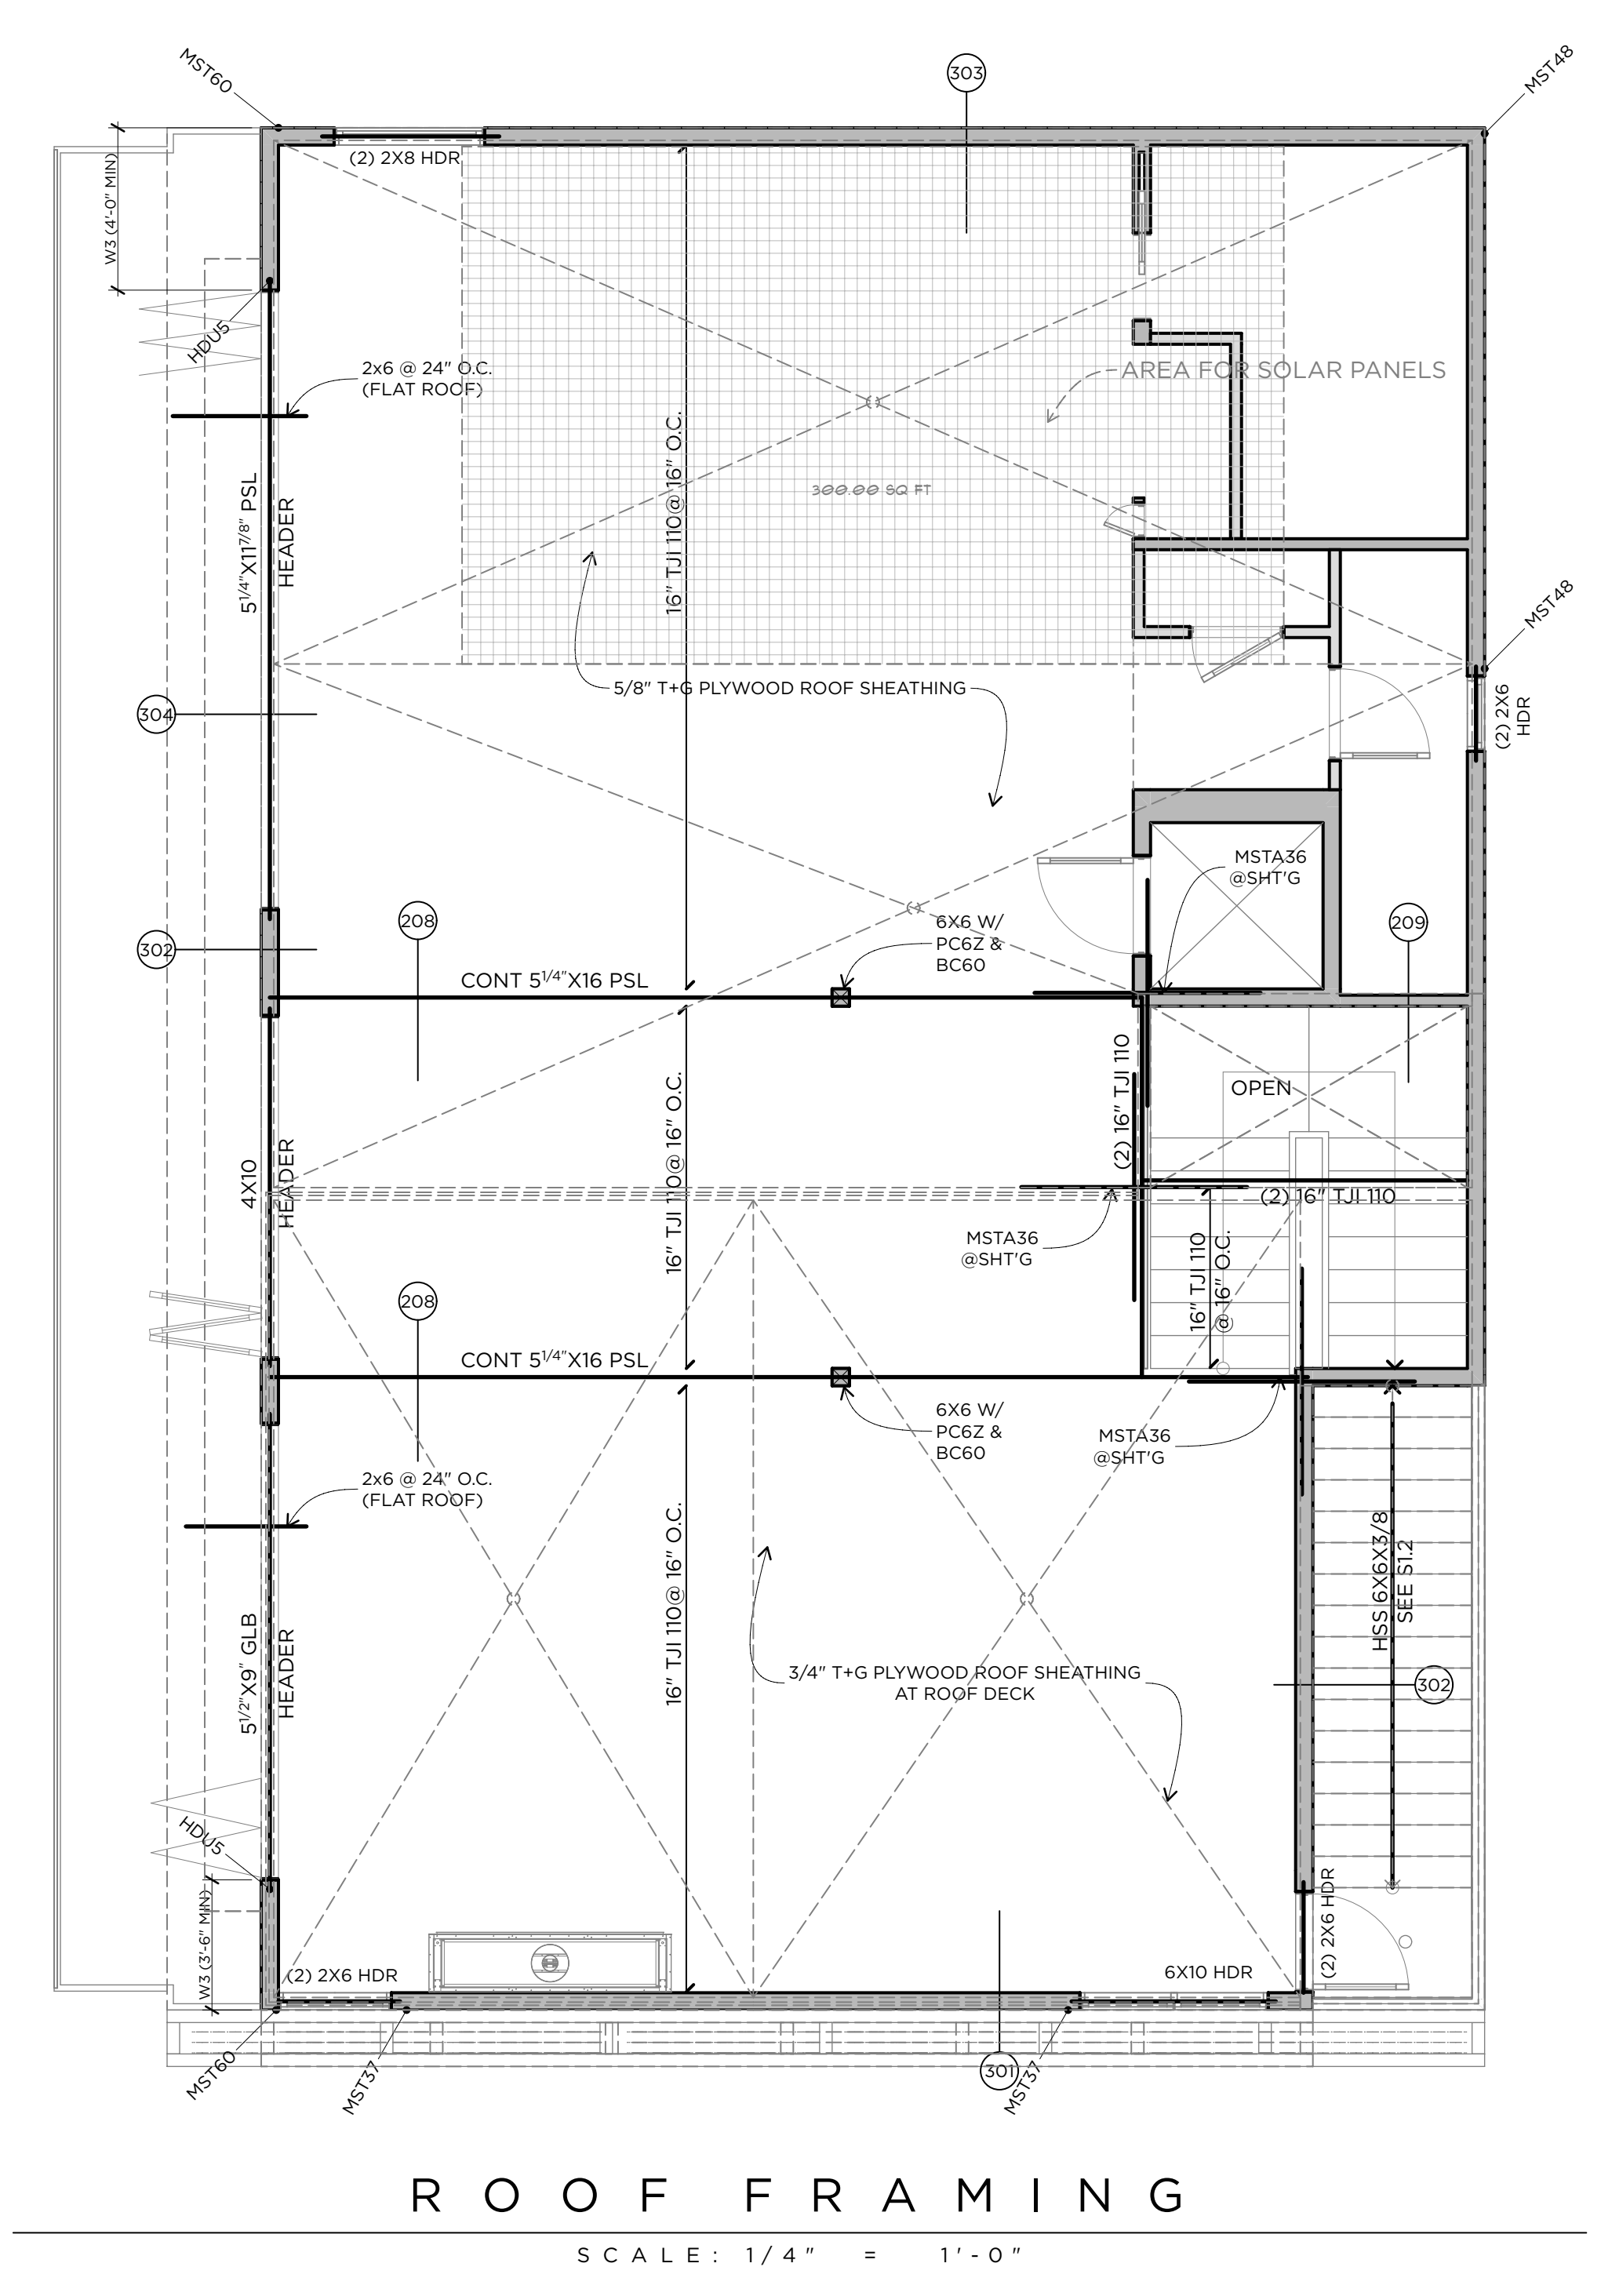 MST60
303
MST48
W3 (4'-0" MIN)
(2) 2X8 HDR
HDU5
2x6 @ 24" O.C.
(FLAT ROOF)
AREA FOR SOLAR PANELS
16" TJI 110@ 16" O.C.
300.00 SQ FT
5 1/4"X11 7/8" PSL
HEADER
MST48
5/8" T+G PLYWOOD ROOF SHEATHING
(2) 2X6
HDR
304
MSTA36
@SHT'G
208
6X6 W/
PC6Z &
BC60
209
302
CONT 5 1/4"X16 PSL
(2) 16" TJI 110
OPEN
16" TJI 110@ 16" O.C.
4X10
HEADER
(2) 16" TJI 110
MSTA36
@SHT'G
16" TJI 110
@ 16" O.C.
208
CONT 5 1/4"X16 PSL
6X6 W/
PC6Z &
BC60
MSTA36
@SHT'G
2x6 @ 24" O.C.
(FLAT ROOF)
16" TJI 110@ 16" O.C.
HSS 6X6X3/8
SEE S1.2
5 1/2"X9" GLB
HEADER
3/4" T+G PLYWOOD ROOF SHEATHING
AT ROOF DECK
302
HDU5
W3 (3'-6" MIN)
(2) 2X6 HDR
6X10 HDR
(2) 2X6 HDR
MST60
MST37
301
MST37
ROOF FRAMING
SCALE: 1/4" = 1'-0"